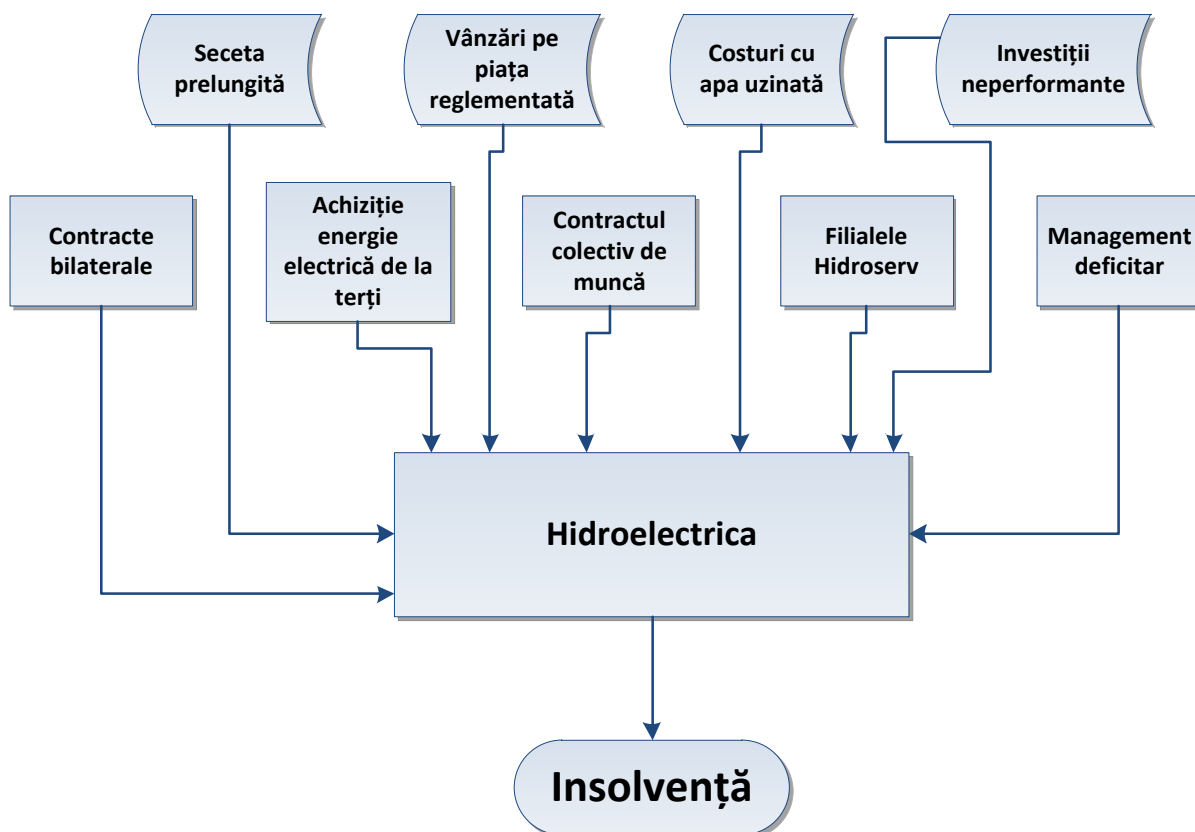 Seceta
prelungită
Vânzări pe
piața
reglementată
Costuri cu
apa uzinată
Investiții
neperformante
Contracte
bilaterale
Achiziție
energie
electrică de la
terți
Contractul
colectiv de
muncă
Filialele
Hidroserv
Management
deficitar
Hidroelectrica
Insolvență